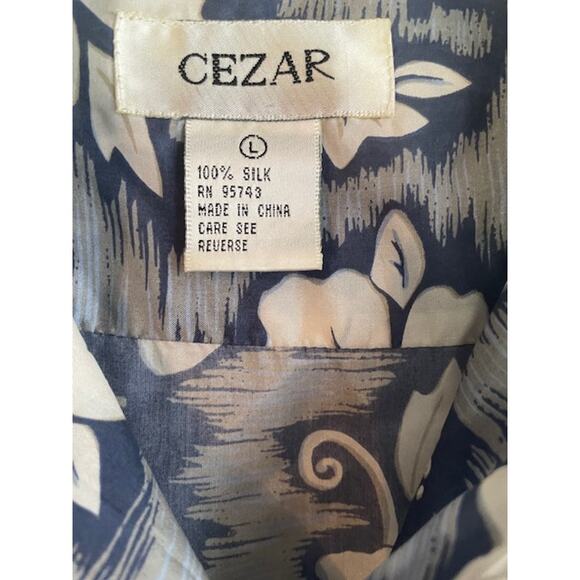 CEZAR
L
100% SILK
RN 95743
MADE IN CHINA
CARE SEE
REVERSE